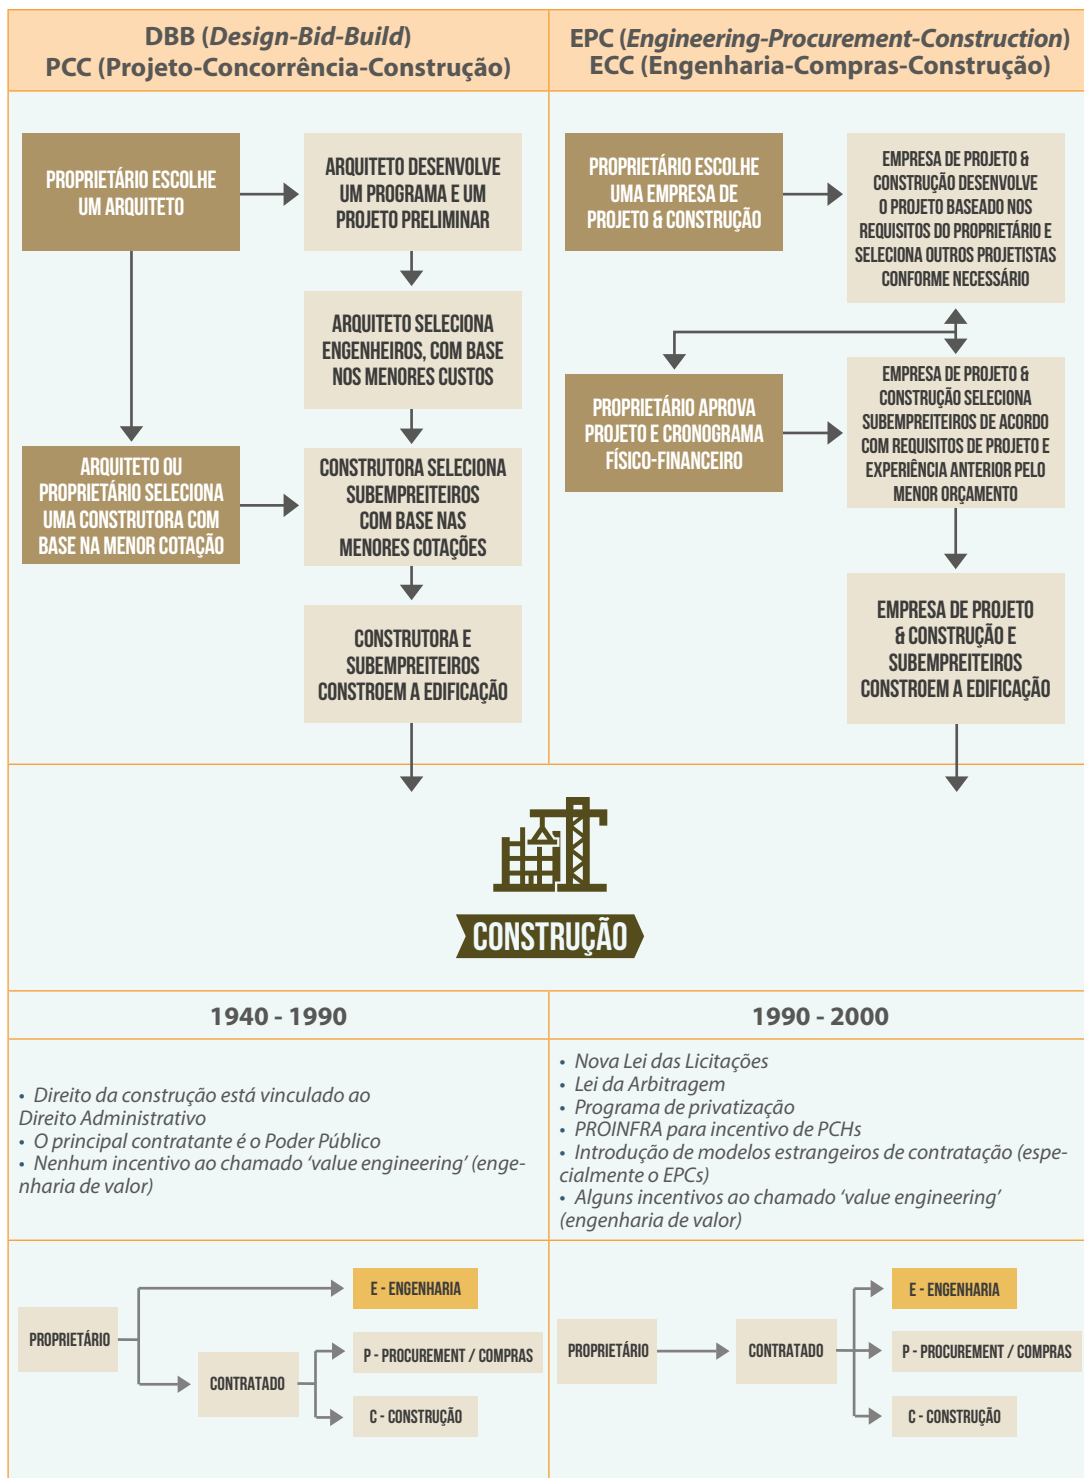 DBB (Design-Bid-Build)
PCC (Projeto-Concorrência-Construção)
PROPRIETÁRIO ESCOLHE
UM ARQUITETO
ARQUITETO DESENVOLVE
UM PROGRAMA E UM
PROJETO PRELIMINAR
ARQUITETO SELECIONA
ENGENHEIROS, COM BASE
NOS MENORES CUSTOS
ARQUITETO OU
PROPRIETÁRIO SELECIONA
UMA CONSTRUTORA COM
BASE NA MENOR COTAÇÃO
CONSTRUTORA SELECIONA
SUBEMPREITEIROS
COM BASE NAS
MENORES COTAÇÕES
CONSTRUTORA E
SUBEMPREITEIROS
CONSTROEM A EDIFICAÇÃO
EPC (Engineering-Procurement-Construction)
ECC (Engenharia-Compras-Construção)
PROPRIETÁRIO ESCOLHE
UMA EMPRESA DE
PROJETO & CONSTRUÇÃO
EMPRESA DE PROJETO &
CONSTRUÇÃO DESENVOLVE
O PROJETO BASEADO NOS
REQUISITOS DO PROPRIETÁRIO E
SELECIONA OUTROS PROJETISTAS
CONFORME NECESSÁRIO
PROPRIETÁRIO APROVA
PROJETO E CRONOGRAMA
FÍSICO-FINANCEIRO
EMPRESA DE PROJETO &
CONSTRUÇÃO SELECIONA
SUBEMPREITEIROS DE ACORDO
COM REQUISITOS DE PROJETO E
EXPERIÊNCIA ANTERIOR PELO
MENOR ORÇAMENTO
EMPRESA DE PROJETO
& CONSTRUÇÃO E
SUBEMPREITEIROS
CONSTROEM A EDIFICAÇÃO
CONSTRUÇÃO
1940 - 1990
• Direito da construção está vinculado ao
Direito Administrativo
• O principal contratante é o Poder Público
• Nenhum incentivo ao chamado ‘value engineering’ (enge-
nharia de valor)
1990 - 2000
• Nova Lei das Licitações
• Lei da Arbitragem
• Programa de privatização
• PROINFRA para incentivo de PCHs
• Introdução de modelos estrangeiros de contratação (espe-
cialmente o EPCs)
• Alguns incentivos ao chamado ‘value engineering’
(engenharia de valor)
PROPRIETÁRIO
CONTRATADO
E - ENGENHARIA
P - PROCUREMENT / COMPRAS
C - CONSTRUÇÃO
PROPRIETÁRIO
CONTRATADO
E - ENGENHARIA
P - PROCUREMENT / COMPRAS
C - CONSTRUÇÃO